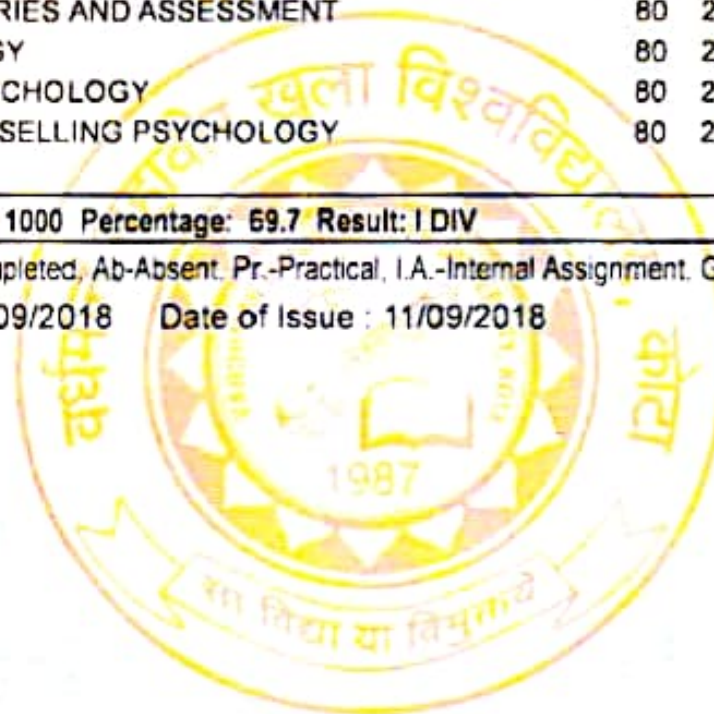 RIES AND ASSESSMENT 80 2
GY 80 2
CHOLOGY 80 2
SELLING PSYCHOLOGY 80 2
1000 Percentage: 69.7 Result: I DIV
pleted, Ab-Absent. Pr.-Practical, I.A.-Internal Assignment. G
09/2018 Date of Issue : 11/09/2018
खुला विश्ववि
कोटा
1987
सा विद्या या विमुक्तये